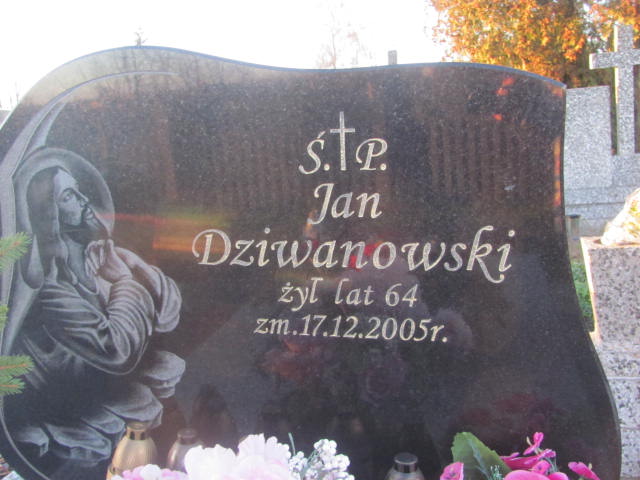 Ś.†P.
Jan
Dziwanowski
żył lat 64
zm.17.12.2005r.